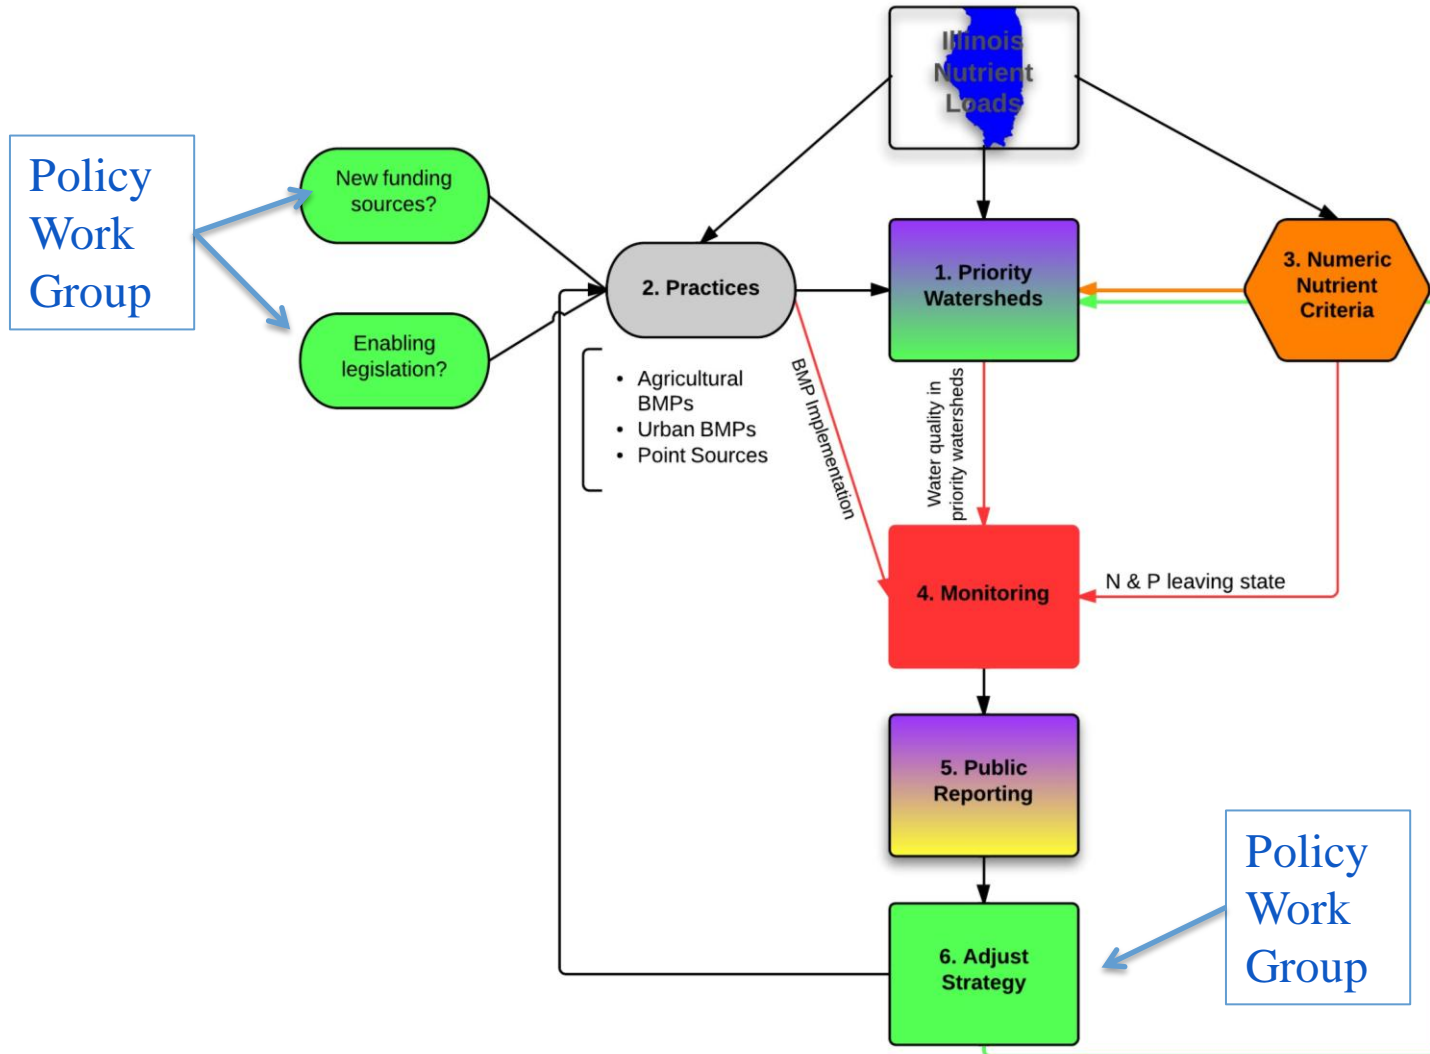 Illinois
Nutrient
Loads
Policy
Work
Group
New funding
sources?
Enabling
legislation?
2. Practices
1. Priority
Watersheds
3. Numeric
Nutrient
Criteria
• Agricultural
BMPs
• Urban BMPs
• Point Sources
BMP Implementation
Water quality in
priority watersheds
4. Monitoring
N & P leaving state
5. Public
Reporting
6. Adjust
Strategy
Policy
Work
Group